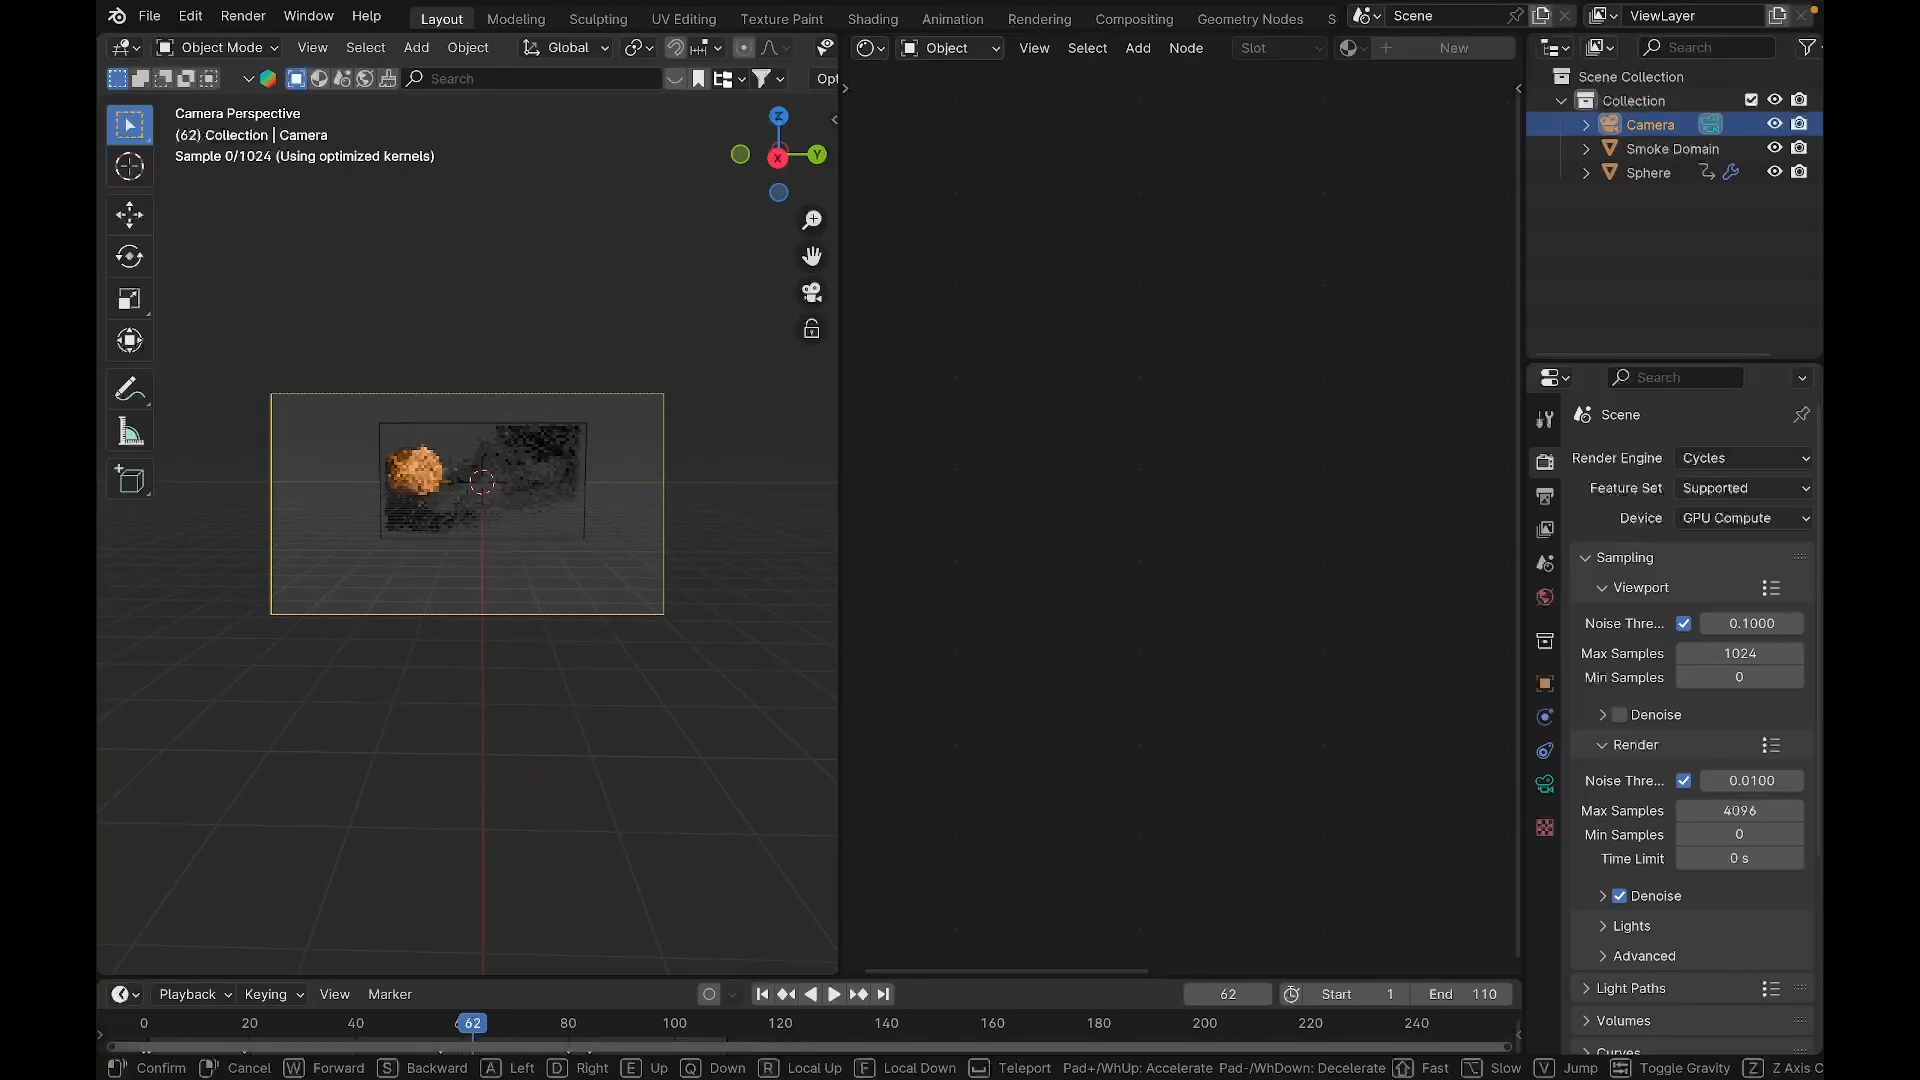 File Edit Render Window Help Layout Modeling Sculpting UV Editing Texture Paint Shading Animation Rendering Compositing Geometry Nodes S Scene ViewLayer
Object Mode View Select Add Object Global Object View Select Add Node Slot New Search
Search Opt
Scene Collection
Collection
Camera
Smoke Domain
Sphere
Camera Perspective
(62) Collection | Camera
Sample 0/1024 (Using optimized kernels)
Z
Y
X
Search
Scene
Render Engine Cycles
Feature Set Supported
Device GPU Compute
Sampling
Viewport
Noise Thre... 0.1000
Max Samples 1024
Min Samples 0
Denoise
Render
Noise Thre... 0.0100
Max Samples 4096
Min Samples 0
Time Limit 0 s
Denoise
Lights
Advanced
Light Paths
Volumes
Curves
Playback Keying View Marker 62 Start 1 End 110
0 20 40 62 80 100 120 140 160 180 200 220 240
Confirm Cancel W Forward S Backward A Left D Right E Up Q Down R Local Up F Local Down Teleport Pad+/WhUp: Accelerate Pad-/WhDown: Decelerate Fast Slow V Jump Toggle Gravity Z Z Axis C